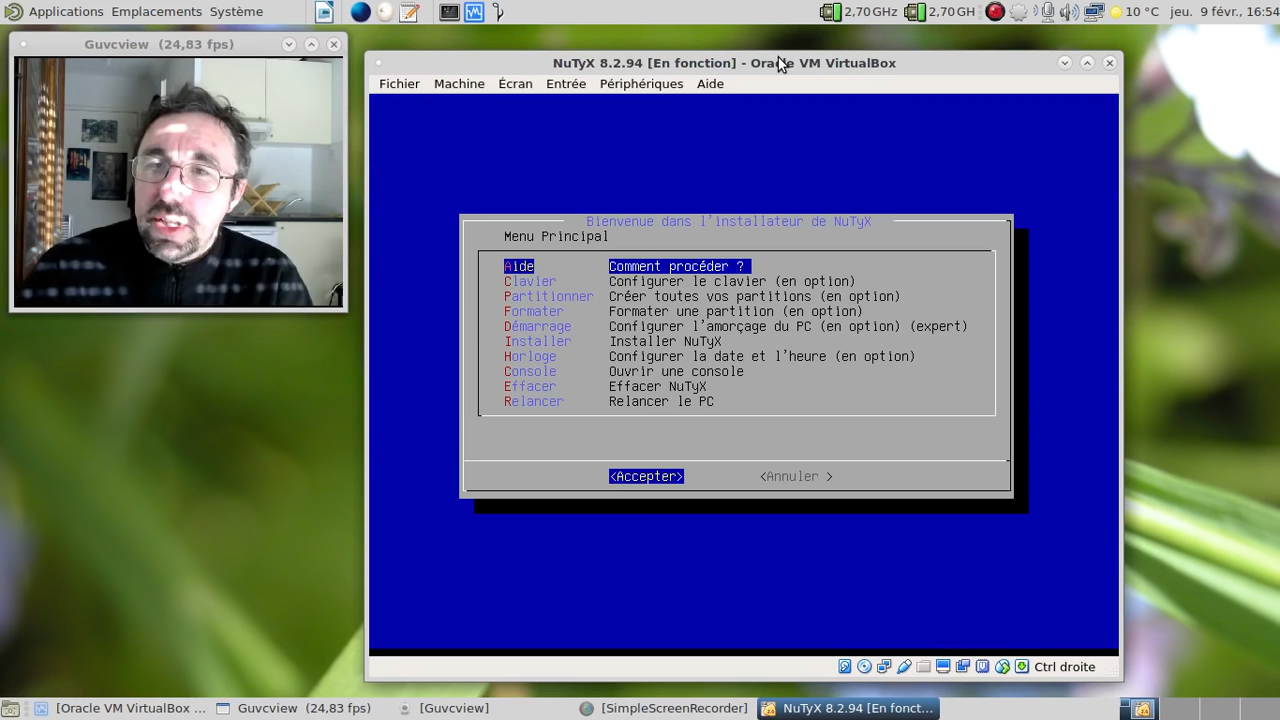 Applications Emplacements Système
2,70 GHz 2,70 GH 10 °C jeu. 9 févr., 16:54
Guvcview (24,83 fps)
NuTyX 8.2.94 [En fonction] - Oracle VM VirtualBox
Fichier Machine Écran Entrée Périphériques Aide
Bienvenue dans l'installateur de NuTyX
Menu Principal
Aide Comment procéder ?
Clavier Configurer le clavier (en option)
Partitionner Créer toutes vos partitions (en option)
Formater Formater une partition (en option)
Démarrage Configurer l'amorçage du PC (en option) (expert)
Installer Installer NuTyX
Horloge Configurer la date et l'heure (en option)
Console Ouvrir une console
Effacer Effacer NuTyX
Relancer Relancer le PC
<Accepter> <Annuler >
Ctrl droite
[Oracle VM VirtualBox ... Guvcview (24,83 fps) [Guvcview] [SimpleScreenRecorder] NuTyX 8.2.94 [En fonct...